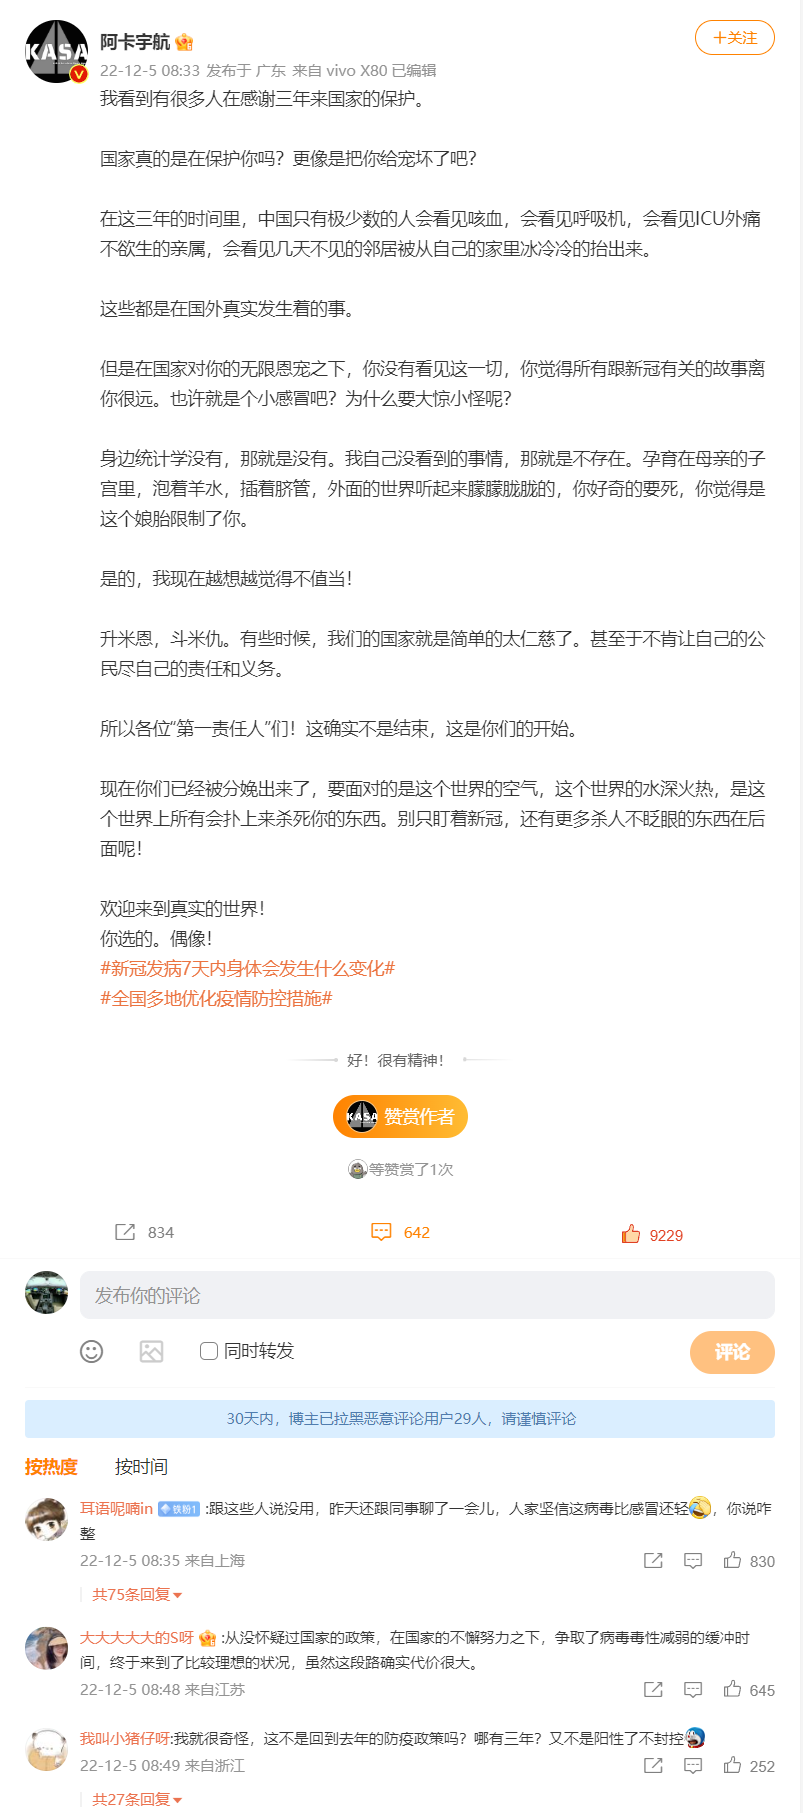 KASA
阿卡宇航
十关注
22-12-5 08:33 发布于 广东 来自 vivo X80 已编辑
我看到有很多人在感谢三年来国家的保护。
国家真的是在保护你吗？更像是把你给宠坏了吧？
在这三年的时间里，中国只有极少数的人会看见咳血，会看见呼吸机，会看见ICU外痛
不欲生的亲属，会看见几天不见的邻居被从自己的家里冰冷冷的抬出来。
这些都是在国外真实发生着的事。
但是在国家对你的无限恩宠之下，你没有看见这一切，你觉得所有跟新冠有关的故事离
你很远。也许就是个小感冒吧？为什么要大惊小怪呢？
身边统计学没有，那就是没有。我自己没看到的事情，那就是不存在。孕育在母亲的子
宫里，泡着羊水，插着脐管，外面的世界听起来朦朦胧胧的，你好奇的要死，你觉得是
这个娘胎限制了你。
是的，我现在越想越觉得不值当！
升米恩，斗米仇。有些时候，我们的国家就是简单的太仁慈了。甚至于不肯让自己的公
民尽自己的责任和义务。
所以各位“第一责任人”们！这确实不是结束，这是你们的开始。
现在你们已经被分娩出来了，要面对的是这个世界的空气，这个世界的水深火热，是这
个世界上所有会扑上来杀死你的东西。别只盯着新冠，还有更多杀人不眨眼的东西在后
面呢！
欢迎来到真实的世界！
你选的。偶像！
#新冠发病7天内身体会发生什么变化#
#全国多地优化疫情防控措施#
好！很有精神！
KASA 赞赏作者
等赞赏了1次
834 642 9229
发布你的评论
同时转发 评论
30天内，博主已拉黑恶意评论用户29人，请谨慎评论
按热度 按时间
耳语呢喃in 铁粉1 :跟这些人说没用，昨天还跟同事聊了一会儿，人家坚信这病毒比感冒还轻，你说咋
整
22-12-5 08:35 来自上海 830
共75条回复
大大大大大的S呀 :从没怀疑过国家的政策，在国家的不懈努力之下，争取了病毒毒性减弱的缓冲时
间，终于来到了比较理想的状况，虽然这段路确实代价很大。
22-12-5 08:48 来自江苏 645
我叫小猪仔呀:我就很奇怪，这不是回到去年的防疫政策吗？哪有三年？又不是阳性了不封控
22-12-5 08:49 来自浙江 252
共27条回复